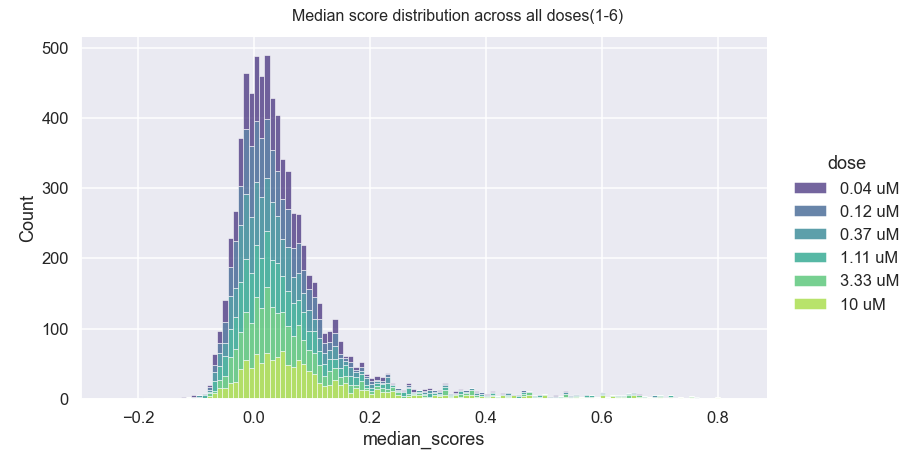 Median score distribution across all doses(1-6)
500
400
300
200
100
0
Count
−0.2
0.0
0.2
0.4
0.6
0.8
median_scores
dose
0.04 uM
0.12 uM
0.37 uM
1.11 uM
3.33 uM
10 uM